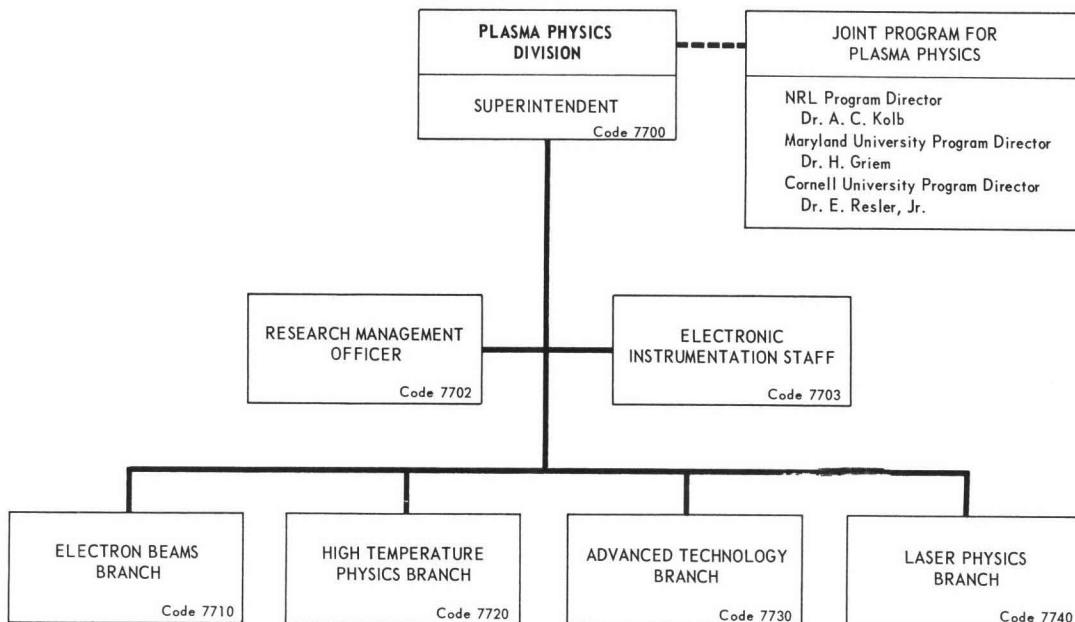 PLASMA PHYSICS
DIVISION
SUPERINTENDENT
Code 7700
JOINT PROGRAM FOR
PLASMA PHYSICS
NRL Program Director
Dr. A. C. Kolb
Maryland University Program Director
Dr. H. Griem
Cornell University Program Director
Dr. E. Resler, Jr.
RESEARCH MANAGEMENT
OFFICER
Code 7702
ELECTRONIC
INSTRUMENTATION STAFF
Code 7703
ELECTRON BEAMS
BRANCH
Code 7710
HIGH TEMPERATURE
PHYSICS BRANCH
Code 7720
ADVANCED TECHNOLOGY
BRANCH
Code 7730
LASER PHYSICS
BRANCH
Code 7740